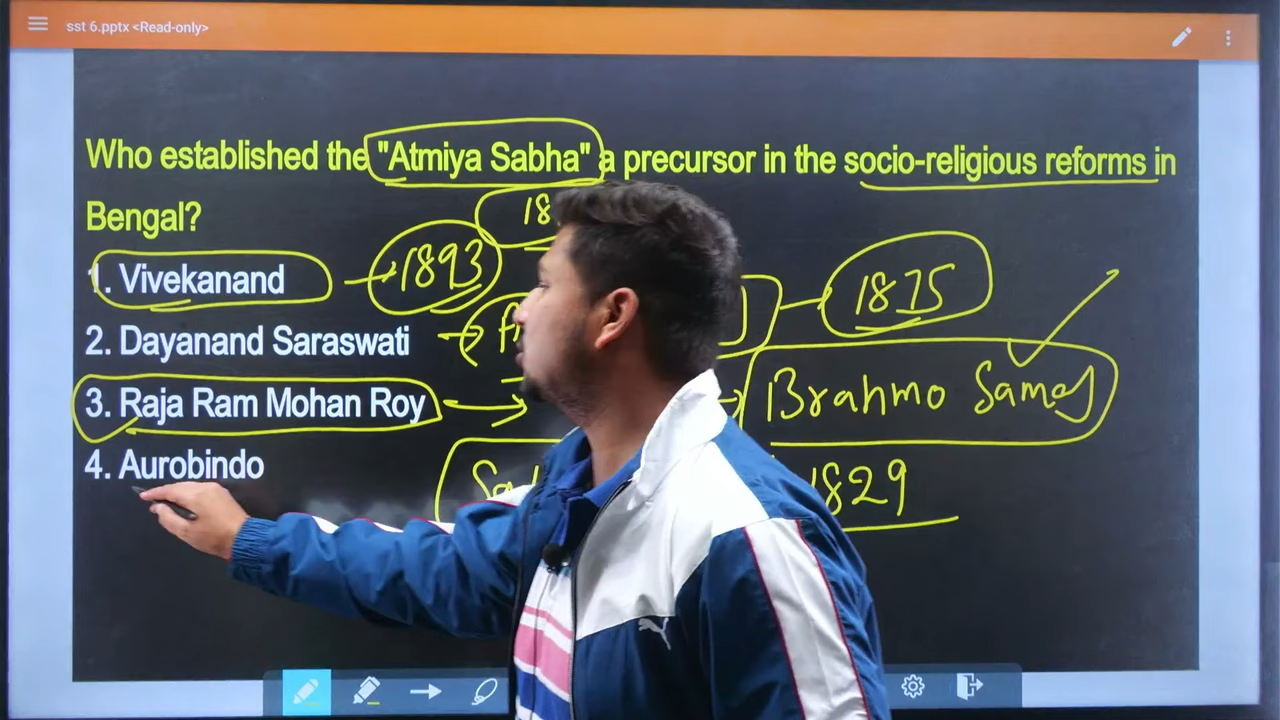 sst 6.pptx <Read-only>
Who established the "Atmiya Sabha" a precursor in the socio-religious reforms in
Bengal?
1. Vivekanand → 1893
2. Dayanand Saraswati → 1875
3. Raja Ram Mohan Roy → → Brahmo Samaj
4. Aurobindo
1829